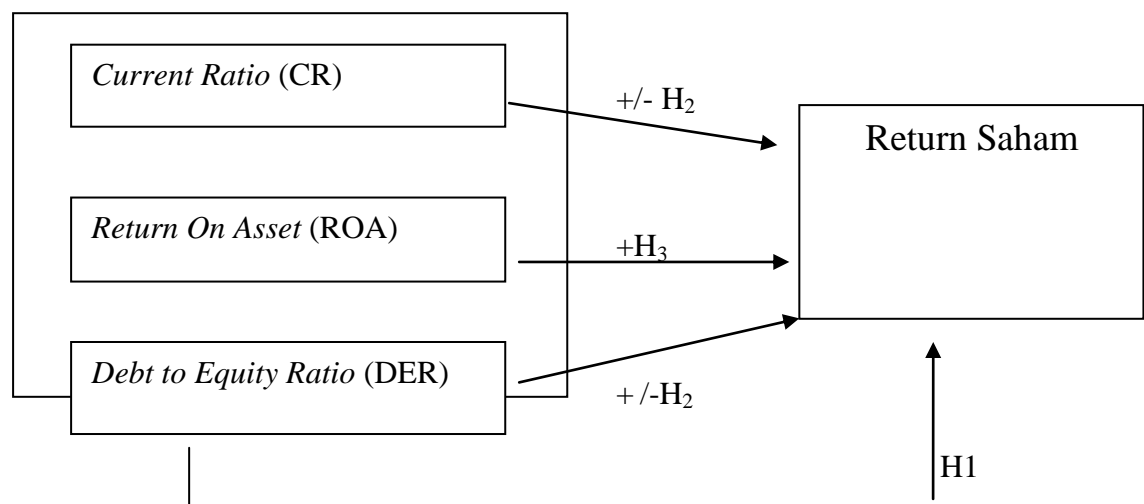 Current Ratio (CR)
+/- H₂
Return Saham
Return On Asset (ROA)
+H₃
Debt to Equity Ratio (DER)
+ /-H₂
H1